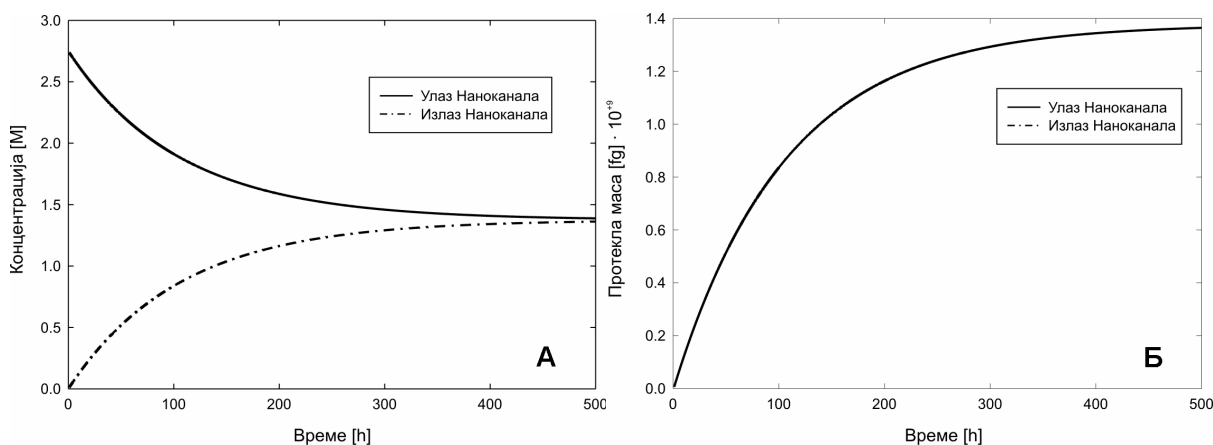 Концентрација [M]
3.0
2.5
2.0
1.5
1.0
0.5
0.0
Улаз Наноканала
Излаз Наноканала
А
0
100
200
300
400
500
Време [h]
Протекла маса [fg] · 10⁺⁹
1.4
1.2
1.0
0.8
0.6
0.4
0.2
0.0
Улаз Наноканала
Излаз Наноканала
Б
0
100
200
300
400
500
Време [h]